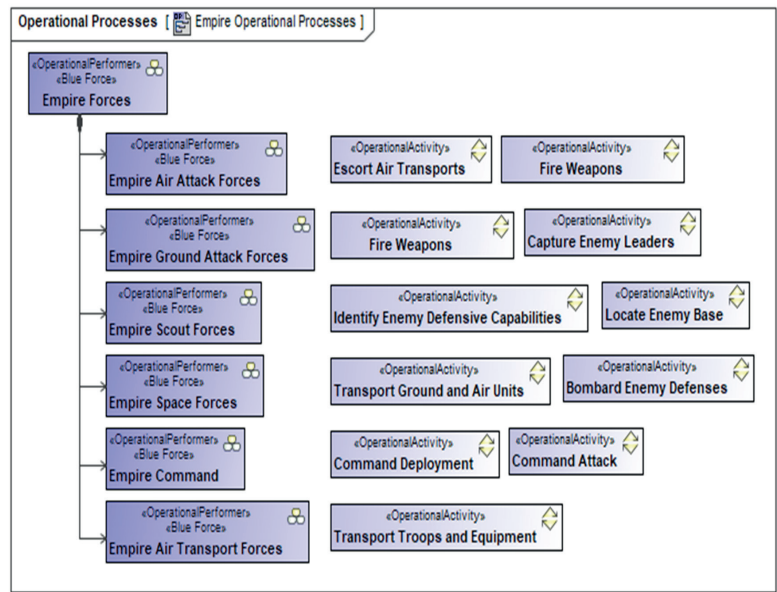 Operational Processes [ Empire Operational Processes ]
«OperationalPerformer»
«Blue Force»
Empire Forces
«OperationalPerformer»
«Blue Force»
Empire Air Attack Forces
«OperationalActivity»
Escort Air Transports
«OperationalActivity»
Fire Weapons
«OperationalPerformer»
«Blue Force»
Empire Ground Attack Forces
«OperationalActivity»
Fire Weapons
«OperationalActivity»
Capture Enemy Leaders
«OperationalPerformer»
«Blue Force»
Empire Scout Forces
«OperationalActivity»
Identify Enemy Defensive Capabilities
«OperationalActivity»
Locate Enemy Base
«OperationalPerformer»
«Blue Force»
Empire Space Forces
«OperationalActivity»
Transport Ground and Air Units
«OperationalActivity»
Bombard Enemy Defenses
«OperationalPerformer»
«Blue Force»
Empire Command
«OperationalActivity»
Command Deployment
«OperationalActivity»
Command Attack
«OperationalPerformer»
«Blue Force»
Empire Air Transport Forces
«OperationalActivity»
Transport Troops and Equipment